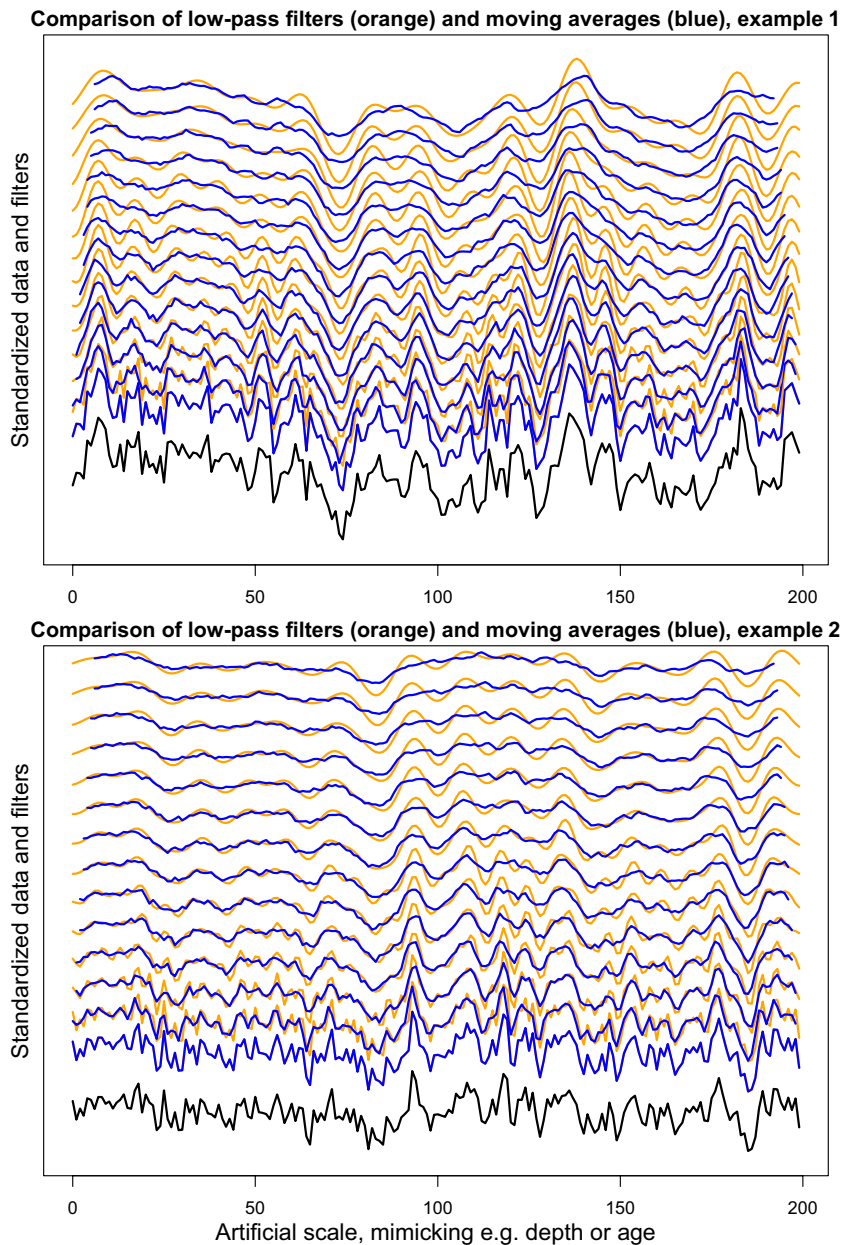 Comparison of low-pass filters (orange) and moving averages (blue), example 1
Standardized data and filters
0 50 100 150 200
Comparison of low-pass filters (orange) and moving averages (blue), example 2
Standardized data and filters
0 50 100 150 200
Artificial scale, mimicking e.g. depth or age